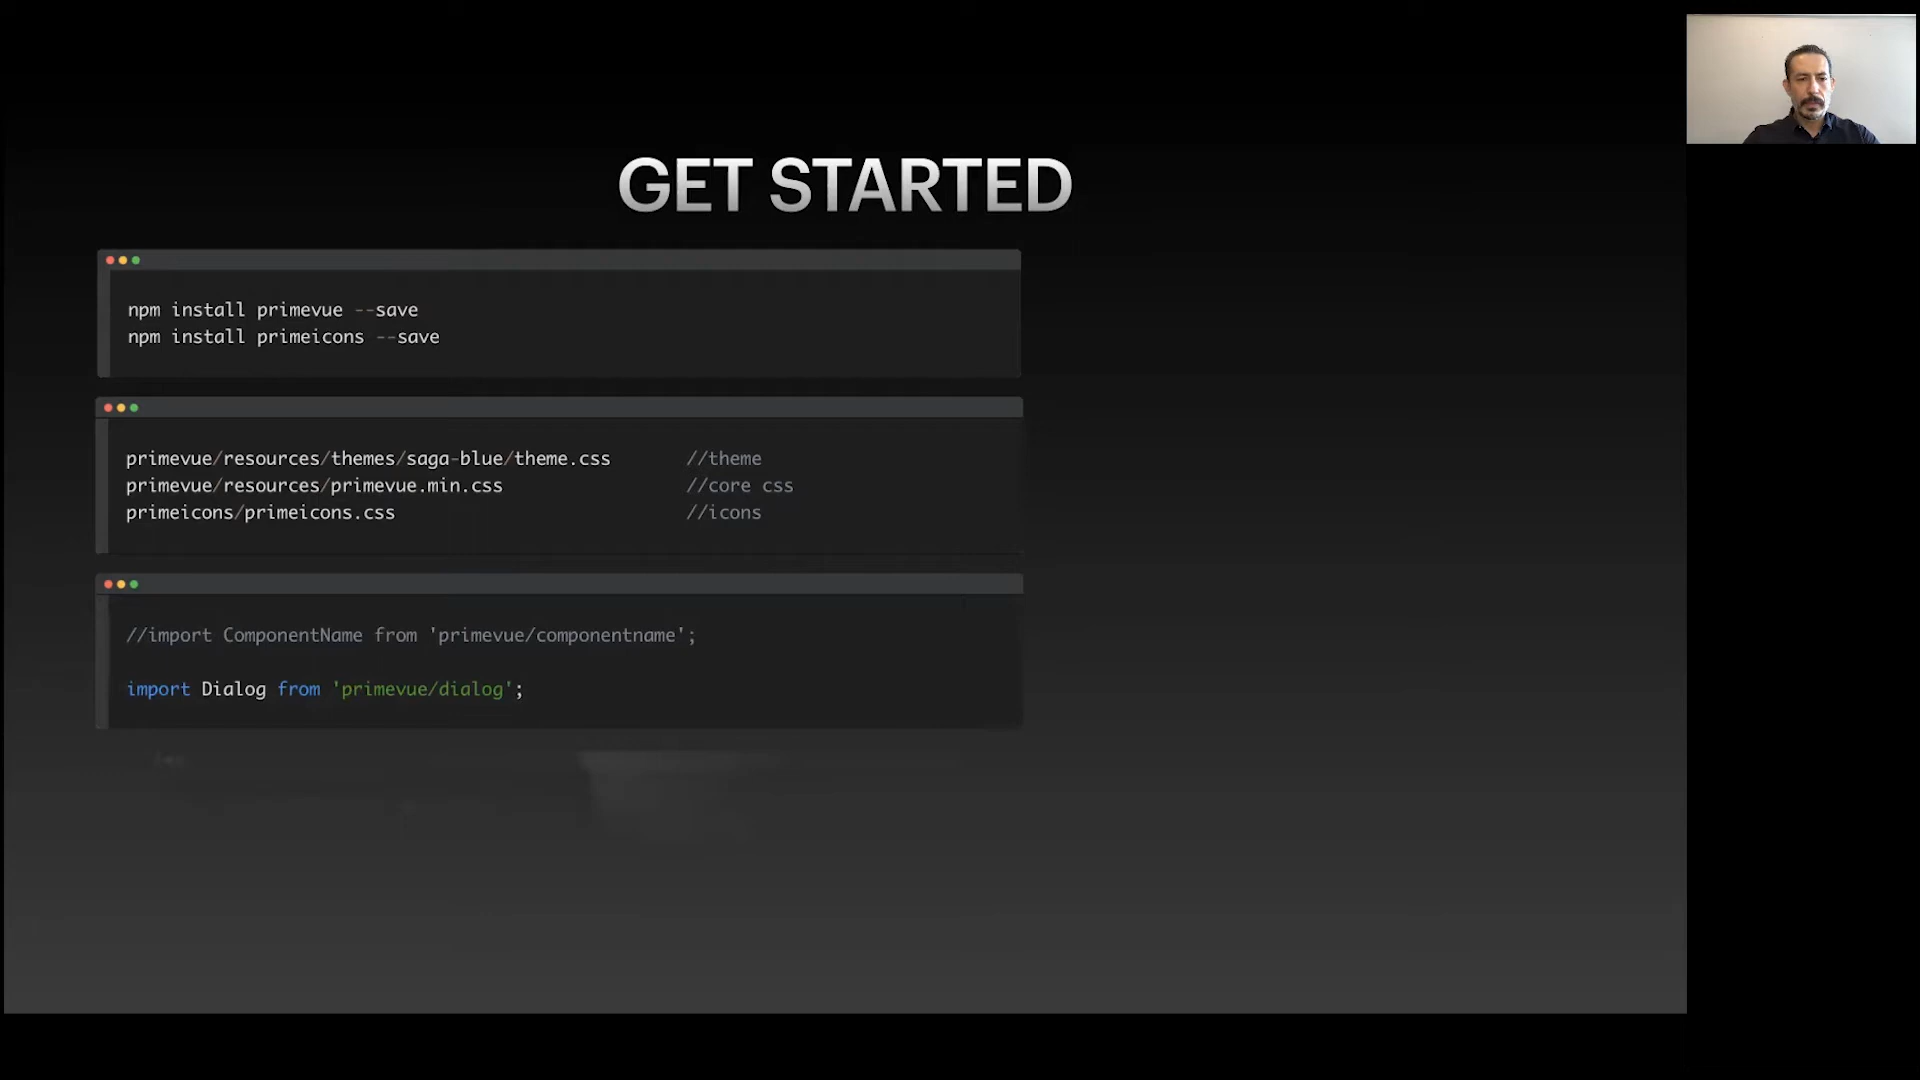 GET STARTED
npm install primevue --save
npm install primeicons --save
primevue/resources/themes/saga-blue/theme.css //theme
primevue/resources/primevue.min.css //core css
primeicons/primeicons.css //icons
//import ComponentName from 'primevue/componentname';
import Dialog from 'primevue/dialog';